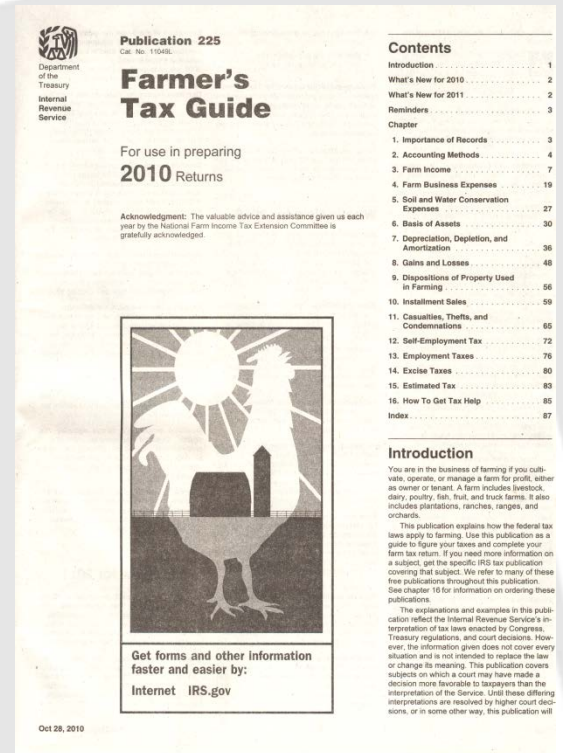 Department
of the
Treasury
Internal
Revenue
Service
Publication 225
Cat. No. 11049L
Farmer's
Tax Guide
For use in preparing
2010 Returns
Acknowledgment: The valuable advice and assistance given us each
year by the National Farm Income Tax Extension Committee is
gratefully acknowledged.
Get forms and other information
faster and easier by:
Internet IRS.gov
Oct 28, 2010
Contents
Introduction . . . . . . . . . . . . . . . . . . . . 1
What's New for 2010 . . . . . . . . . . . . . . 2
What's New for 2011 . . . . . . . . . . . . . . 2
Reminders . . . . . . . . . . . . . . . . . . . . . 3
Chapter
1. Importance of Records . . . . . . . . . . 3
2. Accounting Methods . . . . . . . . . . . . 4
3. Farm Income . . . . . . . . . . . . . . . . . 7
4. Farm Business Expenses . . . . . . . . 19
5. Soil and Water Conservation
Expenses . . . . . . . . . . . . . . . . . . 27
6. Basis of Assets . . . . . . . . . . . . . . . 30
7. Depreciation, Depletion, and
Amortization . . . . . . . . . . . . . . . . 36
8. Gains and Losses . . . . . . . . . . . . . . 48
9. Dispositions of Property Used
in Farming . . . . . . . . . . . . . . . . . . 56
10. Installment Sales . . . . . . . . . . . . . . 59
11. Casualties, Thefts, and
Condemnations . . . . . . . . . . . . . . 65
12. Self-Employment Tax . . . . . . . . . . . 72
13. Employment Taxes . . . . . . . . . . . . . 76
14. Excise Taxes . . . . . . . . . . . . . . . . . 80
15. Estimated Tax . . . . . . . . . . . . . . . . 83
16. How To Get Tax Help . . . . . . . . . . . 85
Index . . . . . . . . . . . . . . . . . . . . . . . . . 87
Introduction
You are in the business of farming if you culti-
vate, operate, or manage a farm for profit, either
as owner or tenant. A farm includes livestock,
dairy, poultry, fish, fruit, and truck farms. It also
includes plantations, ranches, ranges, and
orchards.
This publication explains how the federal tax
laws apply to farming. Use this publication as a
guide to figure your taxes and complete your
farm tax return. If you need more information on
a subject, get the specific IRS tax publication
covering that subject. We refer to many of these
free publications throughout this publication.
See chapter 16 for information on ordering these
publications.
The explanations and examples in this publi-
cation reflect the Internal Revenue Service's in-
terpretation of tax laws enacted by Congress,
Treasury regulations, and court decisions. How-
ever, the information given does not cover every
situation and is not intended to replace the law
or change its meaning. This publication covers
subjects on which a court may have made a
decision more favorable to taxpayers than the
interpretation of the Service. Until these differing
interpretations are resolved by higher court deci-
sions, or in some other way, this publication will